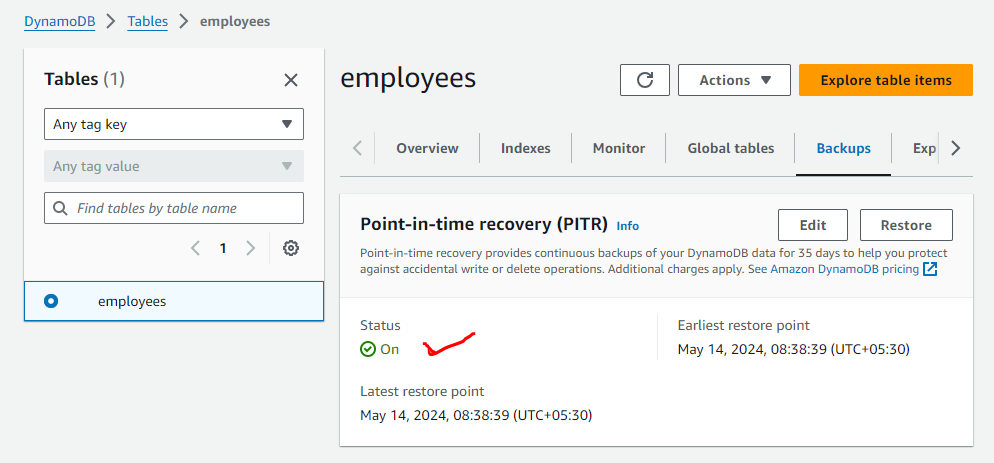 DynamoDB > Tables > employees
Tables (1)
Any tag key
Any tag value
Find tables by table name
1
employees
employees
Actions
Explore table items
Overview
Indexes
Monitor
Global tables
Backups
Exp
Point-in-time recovery (PITR) Info
Edit
Restore
Point-in-time recovery provides continuous backups of your DynamoDB data for 35 days to help you protect
against accidental write or delete operations. Additional charges apply. See Amazon DynamoDB pricing
Status
On
Earliest restore point
May 14, 2024, 08:38:39 (UTC+05:30)
Latest restore point
May 14, 2024, 08:38:39 (UTC+05:30)